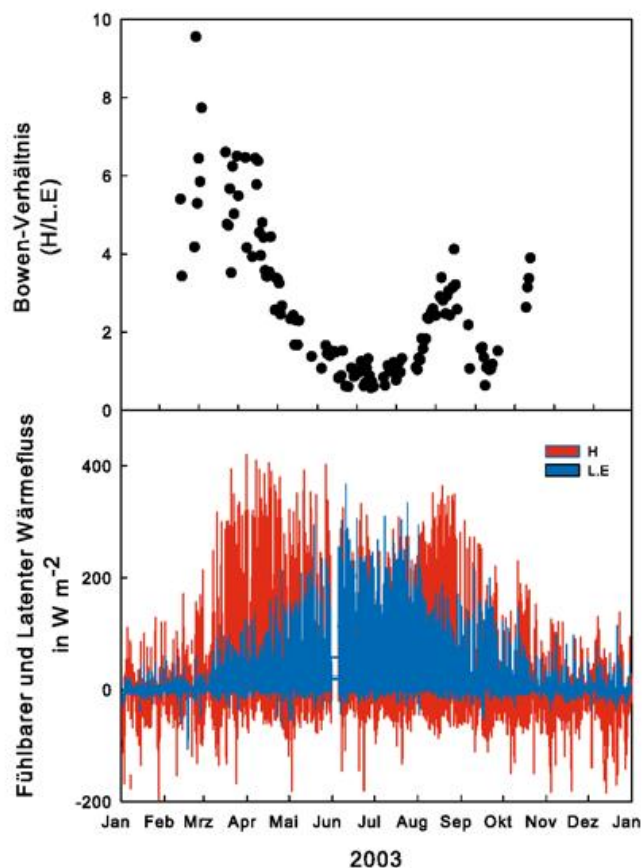 10
8
6
4
2
0
Bowen-Verhältnis
(H/L.E)
H
L.E
400
200
0
-200
Fühlbarer und Latenter Wärmefluss
in W m-2
Jan Feb Mrz Apr Mai Jun Jul Aug Sep Okt Nov Dez Jan
2003